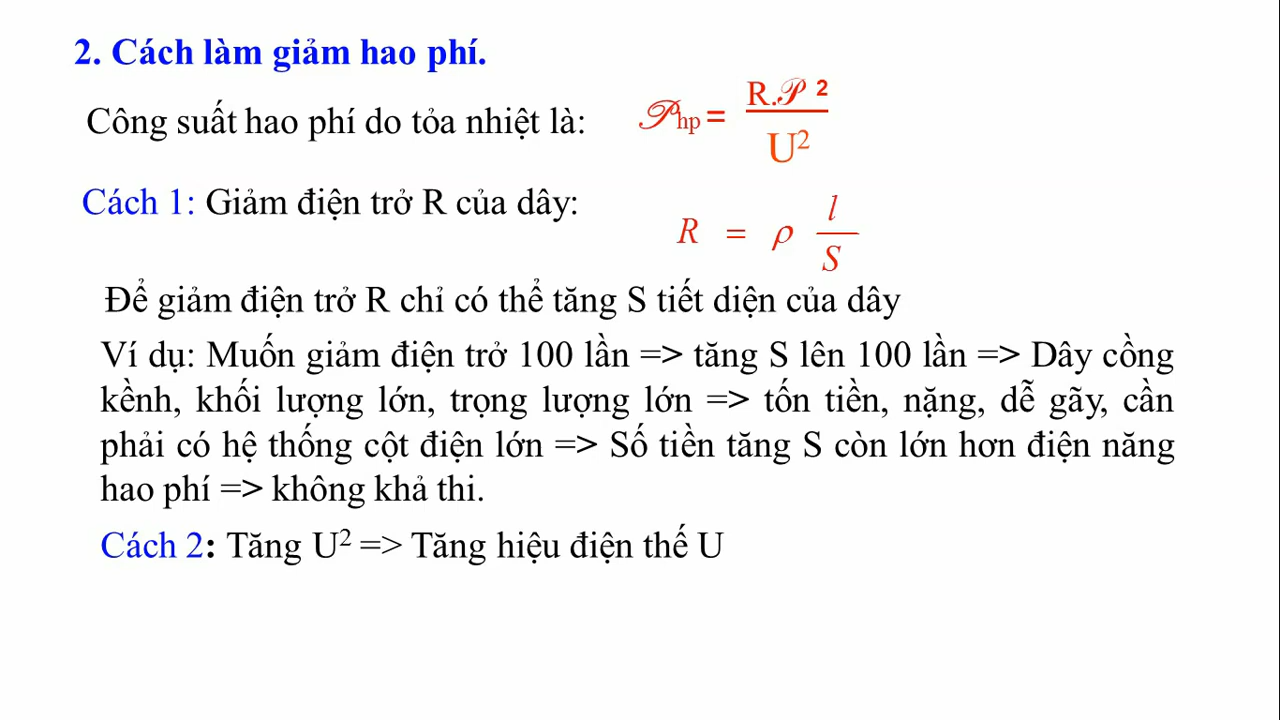 2. Cách làm giảm hao phí.
Công suất hao phí do tỏa nhiệt là: 𝒫hp = R.𝒫² / U²
Cách 1: Giảm điện trở R của dây: R = ρ l / S
Để giảm điện trở R chỉ có thể tăng S tiết diện của dây
Ví dụ: Muốn giảm điện trở 100 lần => tăng S lên 100 lần => Dây cồng
kềnh, khối lượng lớn, trọng lượng lớn => tốn tiền, nặng, dễ gãy, cần
phải có hệ thống cột điện lớn => Số tiền tăng S còn lớn hơn điện năng
hao phí => không khả thi.
Cách 2: Tăng U² => Tăng hiệu điện thế U